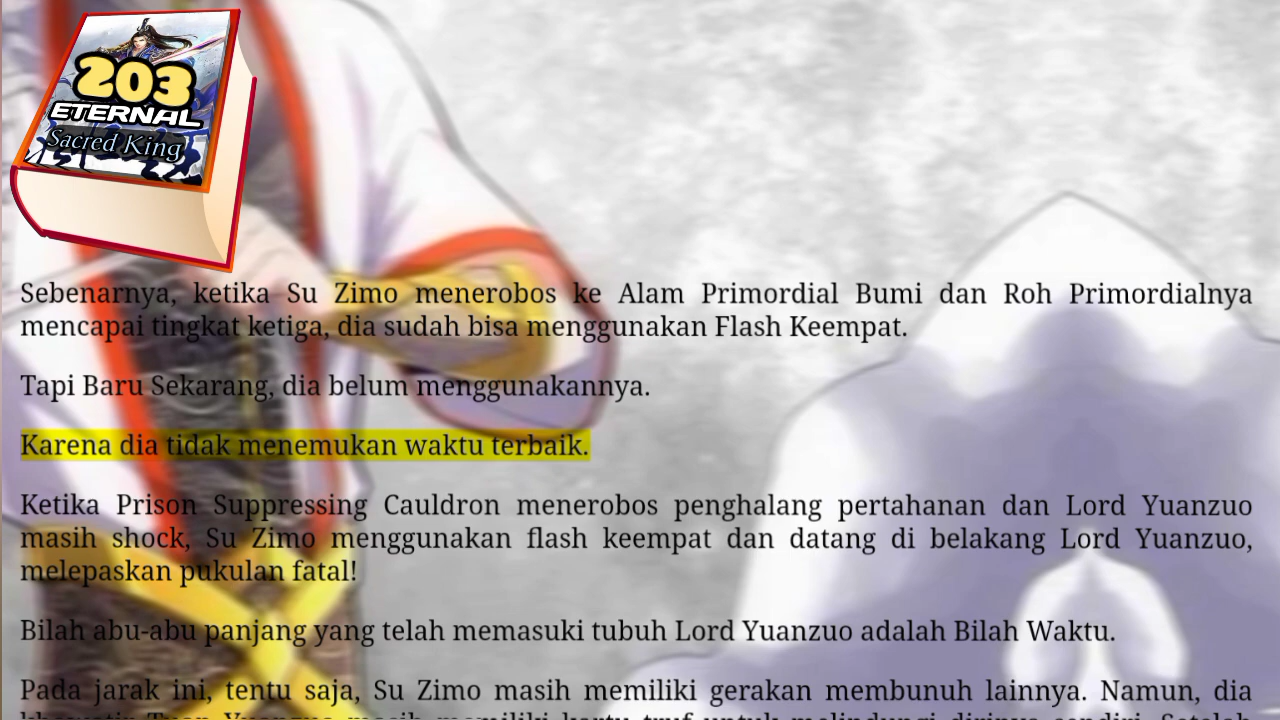 203
ETERNAL
Sacred King
Sebenarnya, ketika Su Zimo menerobos ke Alam Primordial Bumi dan Roh Primordialnya
mencapai tingkat ketiga, dia sudah bisa menggunakan Flash Keempat.
Tapi Baru Sekarang, dia belum menggunakannya.
Karena dia tidak menemukan waktu terbaik.
Ketika Prison Suppressing Cauldron menerobos penghalang pertahanan dan Lord Yuanzuo
masih shock, Su Zimo menggunakan flash keempat dan datang di belakang Lord Yuanzuo,
melepaskan pukulan fatal!
Bilah abu-abu panjang yang telah memasuki tubuh Lord Yuanzuo adalah Bilah Waktu.
Pada jarak ini, tentu saja, Su Zimo masih memiliki gerakan membunuh lainnya. Namun, dia